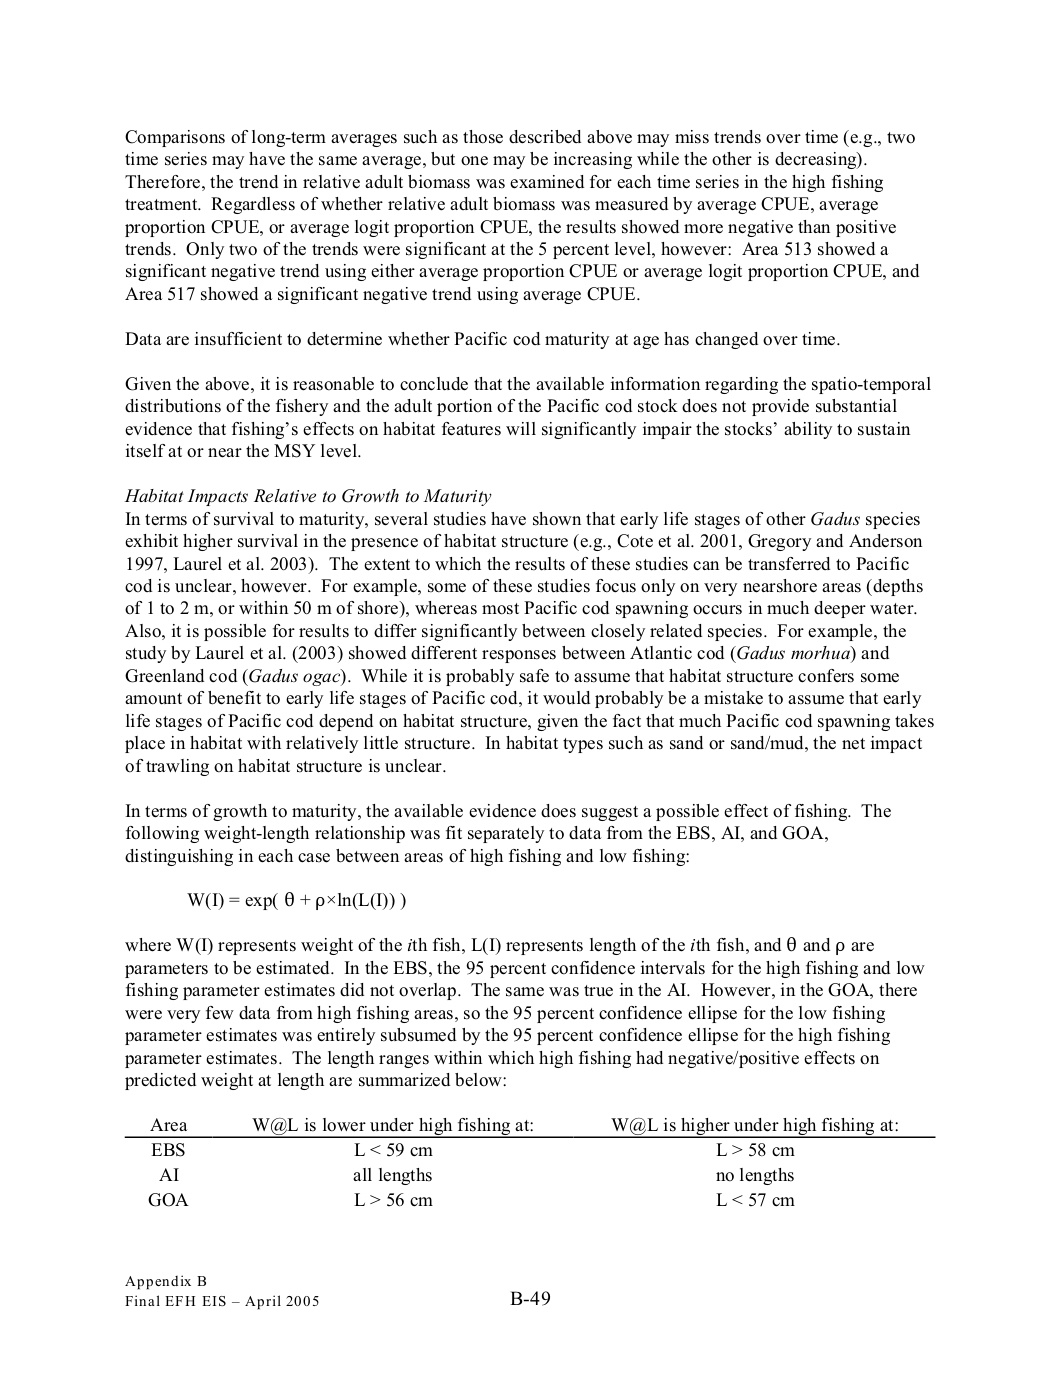 Comparisons of long-term averages such as those described above may miss trends over time (e.g., two
time series may have the same average, but one may be increasing while the other is decreasing).
Therefore, the trend in relative adult biomass was examined for each time series in the high fishing
treatment.  Regardless of whether relative adult biomass was measured by average CPUE, average
proportion CPUE, or average logit proportion CPUE, the results showed more negative than positive
trends.  Only two of the trends were significant at the 5 percent level, however:  Area 513 showed a
significant negative trend using either average proportion CPUE or average logit proportion CPUE, and
Area 517 showed a significant negative trend using average CPUE.
Data are insufficient to determine whether Pacific cod maturity at age has changed over time.
Given the above, it is reasonable to conclude that the available information regarding the spatio-temporal
distributions of the fishery and the adult portion of the Pacific cod stock does not provide substantial
evidence that fishing’s effects on habitat features will significantly impair the stocks’ ability to sustain
itself at or near the MSY level.
Habitat Impacts Relative to Growth to Maturity
In terms of survival to maturity, several studies have shown that early life stages of other Gadus species
exhibit higher survival in the presence of habitat structure (e.g., Cote et al. 2001, Gregory and Anderson
1997, Laurel et al. 2003).  The extent to which the results of these studies can be transferred to Pacific
cod is unclear, however.  For example, some of these studies focus only on very nearshore areas (depths
of 1 to 2 m, or within 50 m of shore), whereas most Pacific cod spawning occurs in much deeper water.
Also, it is possible for results to differ significantly between closely related species.  For example, the
study by Laurel et al. (2003) showed different responses between Atlantic cod (Gadus morhua) and
Greenland cod (Gadus ogac).  While it is probably safe to assume that habitat structure confers some
amount of benefit to early life stages of Pacific cod, it would probably be a mistake to assume that early
life stages of Pacific cod depend on habitat structure, given the fact that much Pacific cod spawning takes
place in habitat with relatively little structure.  In habitat types such as sand or sand/mud, the net impact
of trawling on habitat structure is unclear.
In terms of growth to maturity, the available evidence does suggest a possible effect of fishing.  The
following weight-length relationship was fit separately to data from the EBS, AI, and GOA,
distinguishing in each case between areas of high fishing and low fishing:
W(I) = exp( θ + ρ×ln(L(I)) )
where W(I) represents weight of the ith fish, L(I) represents length of the ith fish, and θ and ρ are
parameters to be estimated.  In the EBS, the 95 percent confidence intervals for the high fishing and low
fishing parameter estimates did not overlap.  The same was true in the AI.  However, in the GOA, there
were very few data from high fishing areas, so the 95 percent confidence ellipse for the low fishing
parameter estimates was entirely subsumed by the 95 percent confidence ellipse for the high fishing
parameter estimates.  The length ranges within which high fishing had negative/positive effects on
predicted weight at length are summarized below:
Area W@L is lower under high fishing at: W@L is higher under high fishing at:
EBS L < 59 cm L > 58 cm
AI all lengths no lengths
GOA L > 56 cm L < 57 cm
Appendix B
Final EFH EIS – April 2005 B-49